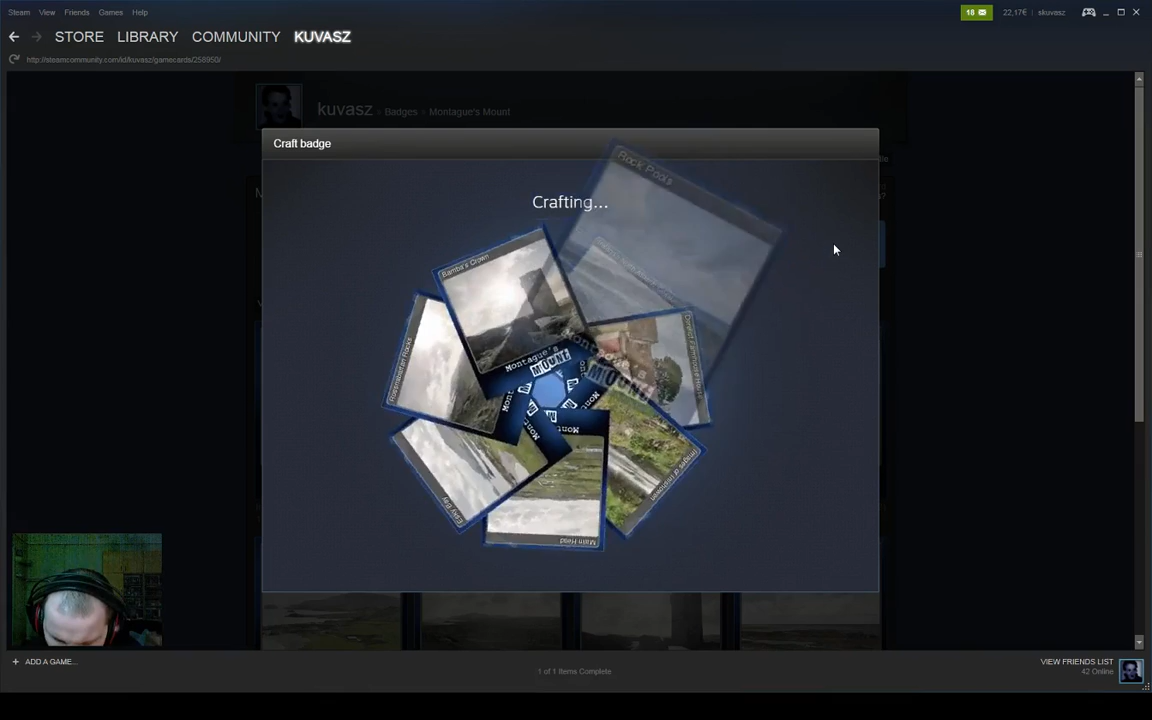 Steam View Friends Games Help
18 22,17€ | skuvasz
STORE LIBRARY COMMUNITY KUVASZ
http://steamcommunity.com/id/kuvasz/gamecards/258950/
kuvasz Badges Montague's Mount
Craft badge
Crafting...
Rock Pools
Bamba's Crown
Montague's
MOUNT
Main Head
+ ADD A GAME...
1 of 1 Items Complete
VIEW FRIENDS LIST
42 Online